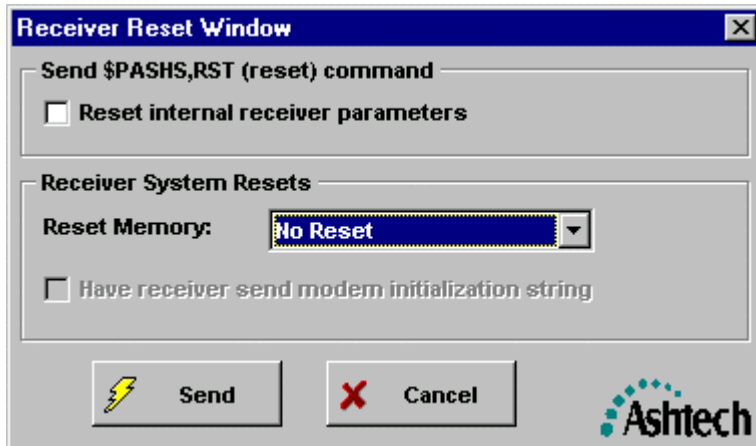 Receiver Reset Window
Send $PASHS,RST (reset) command
Reset internal receiver parameters
Receiver System Resets
Reset Memory: No Reset
Have receiver send modem initialization string
Send Cancel
Ashtech